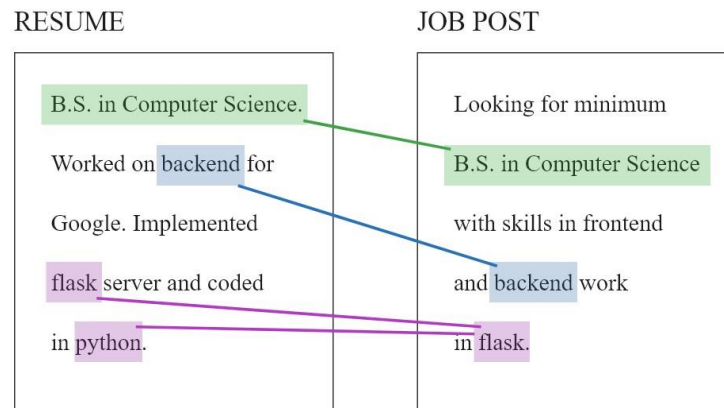 RESUME
B.S. in Computer Science.
Worked on backend for
Google. Implemented
flask server and coded
in python.
JOB POST
Looking for minimum
B.S. in Computer Science
with skills in frontend
and backend work
in flask.